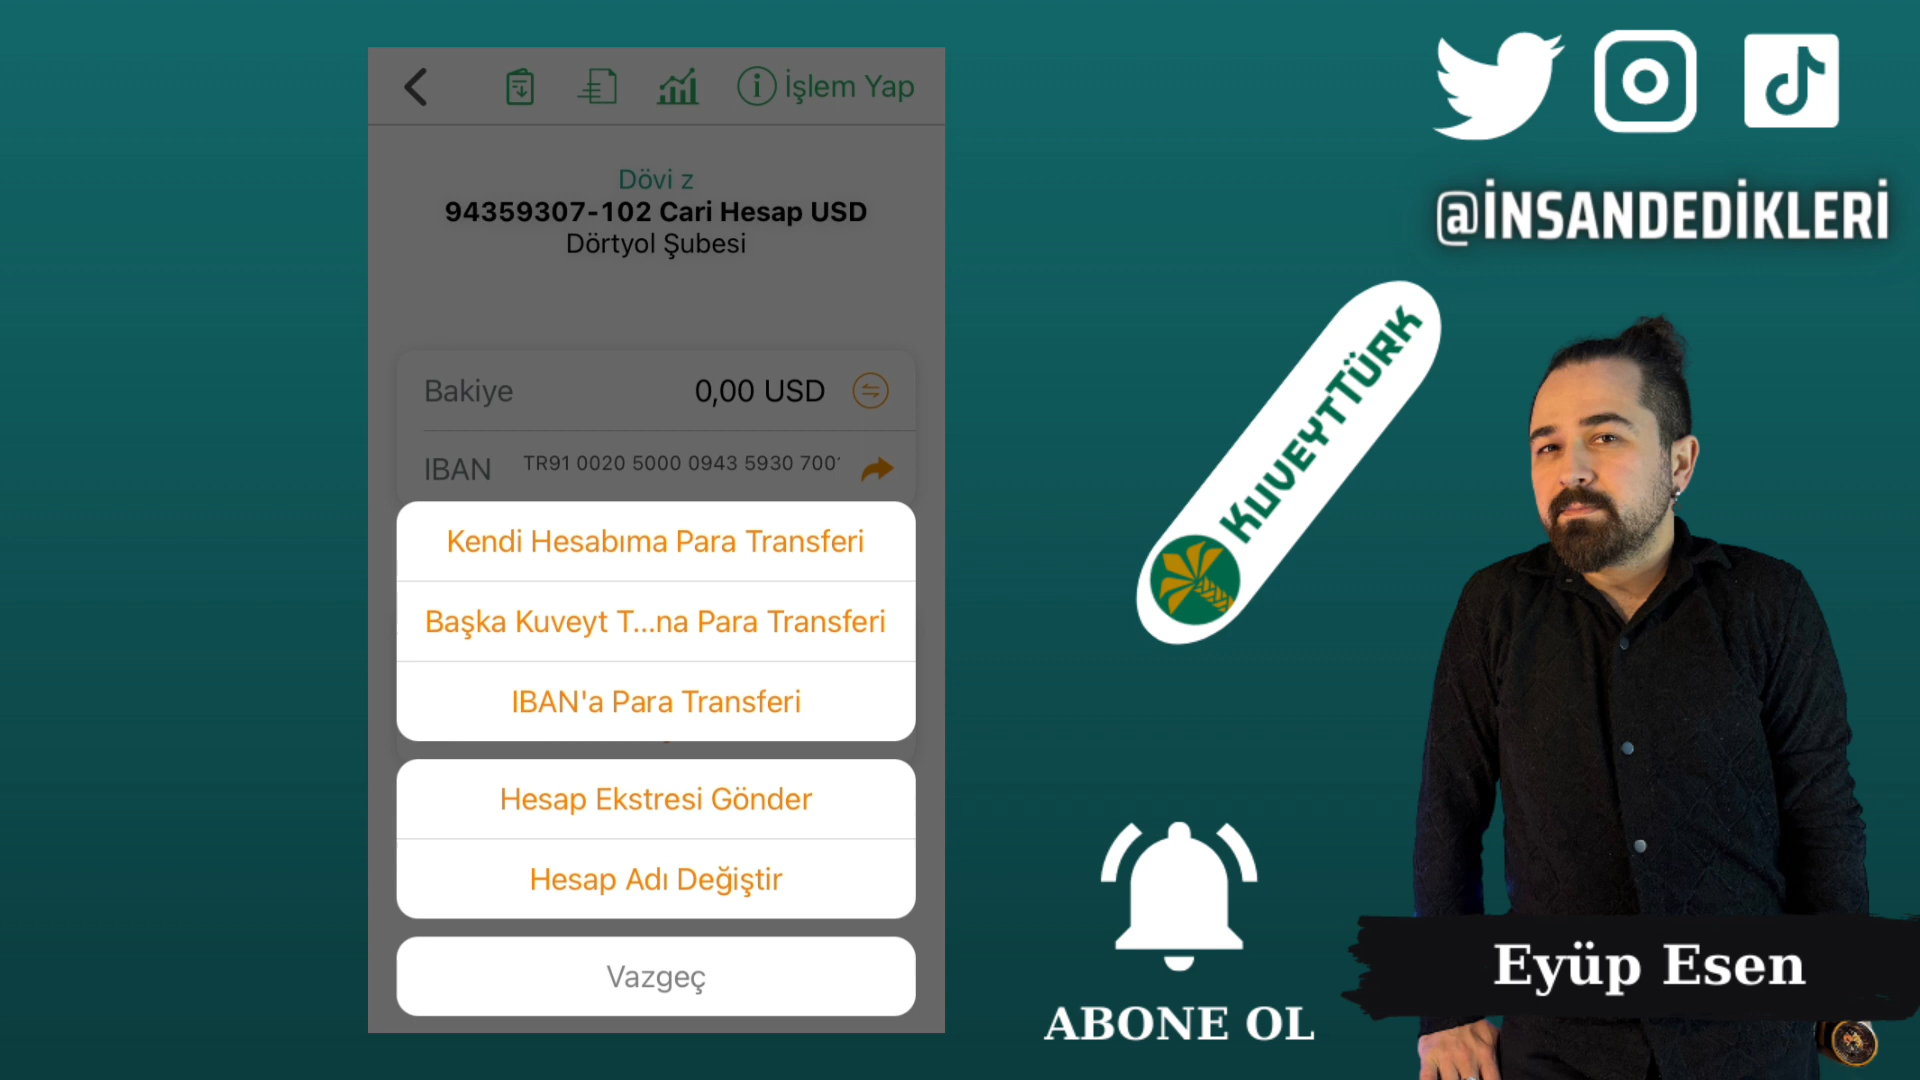 İşlem Yap
Dövi z
94359307-102 Cari Hesap USD
Dörtyol Şubesi
Bakiye 0,00 USD
IBAN TR91 0020 5000 0943 5930 700
Kendi Hesabıma Para Transferi
Başka Kuveyt T...na Para Transferi
IBAN'a Para Transferi
Hesap Ekstresi Gönder
Hesap Adı Değiştir
Vazgeç
@İNSANDEDİKLERİ
KUVEYTTÜRK
ABONE OL
Eyüp Esen